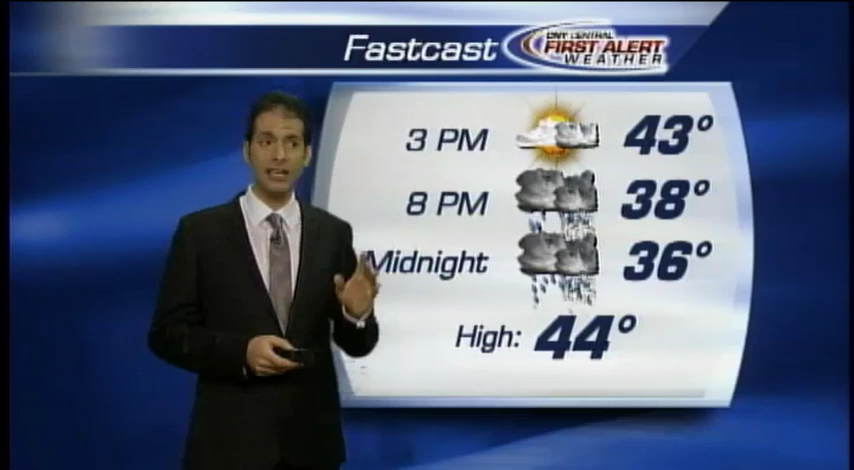 Fastcast
CNY CENTRAL
FIRST ALERT
WEATHER
3 PM 43°
8 PM 38°
Midnight 36°
High: 44°